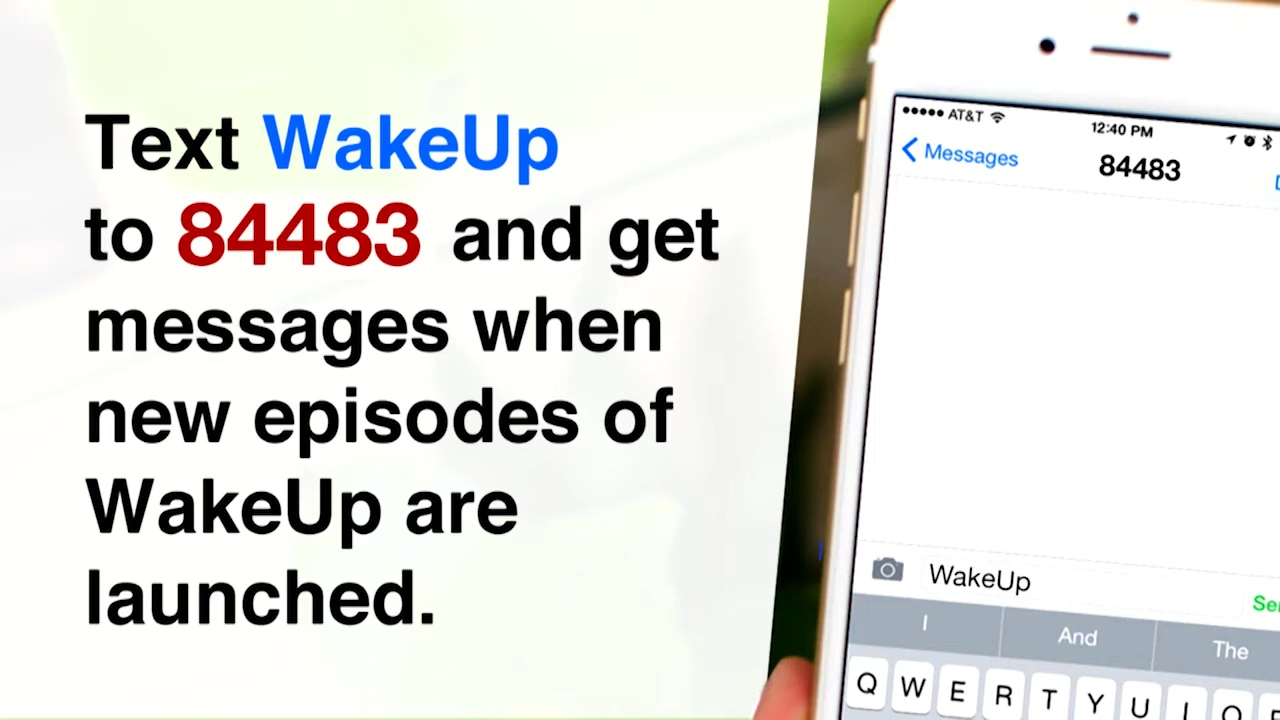 Text WakeUp
to 84483 and get
messages when
new episodes of
WakeUp are
launched.
AT&T
12:40 PM
Messages
84483
WakeUp
I
And
The
Q W E R T Y U I O